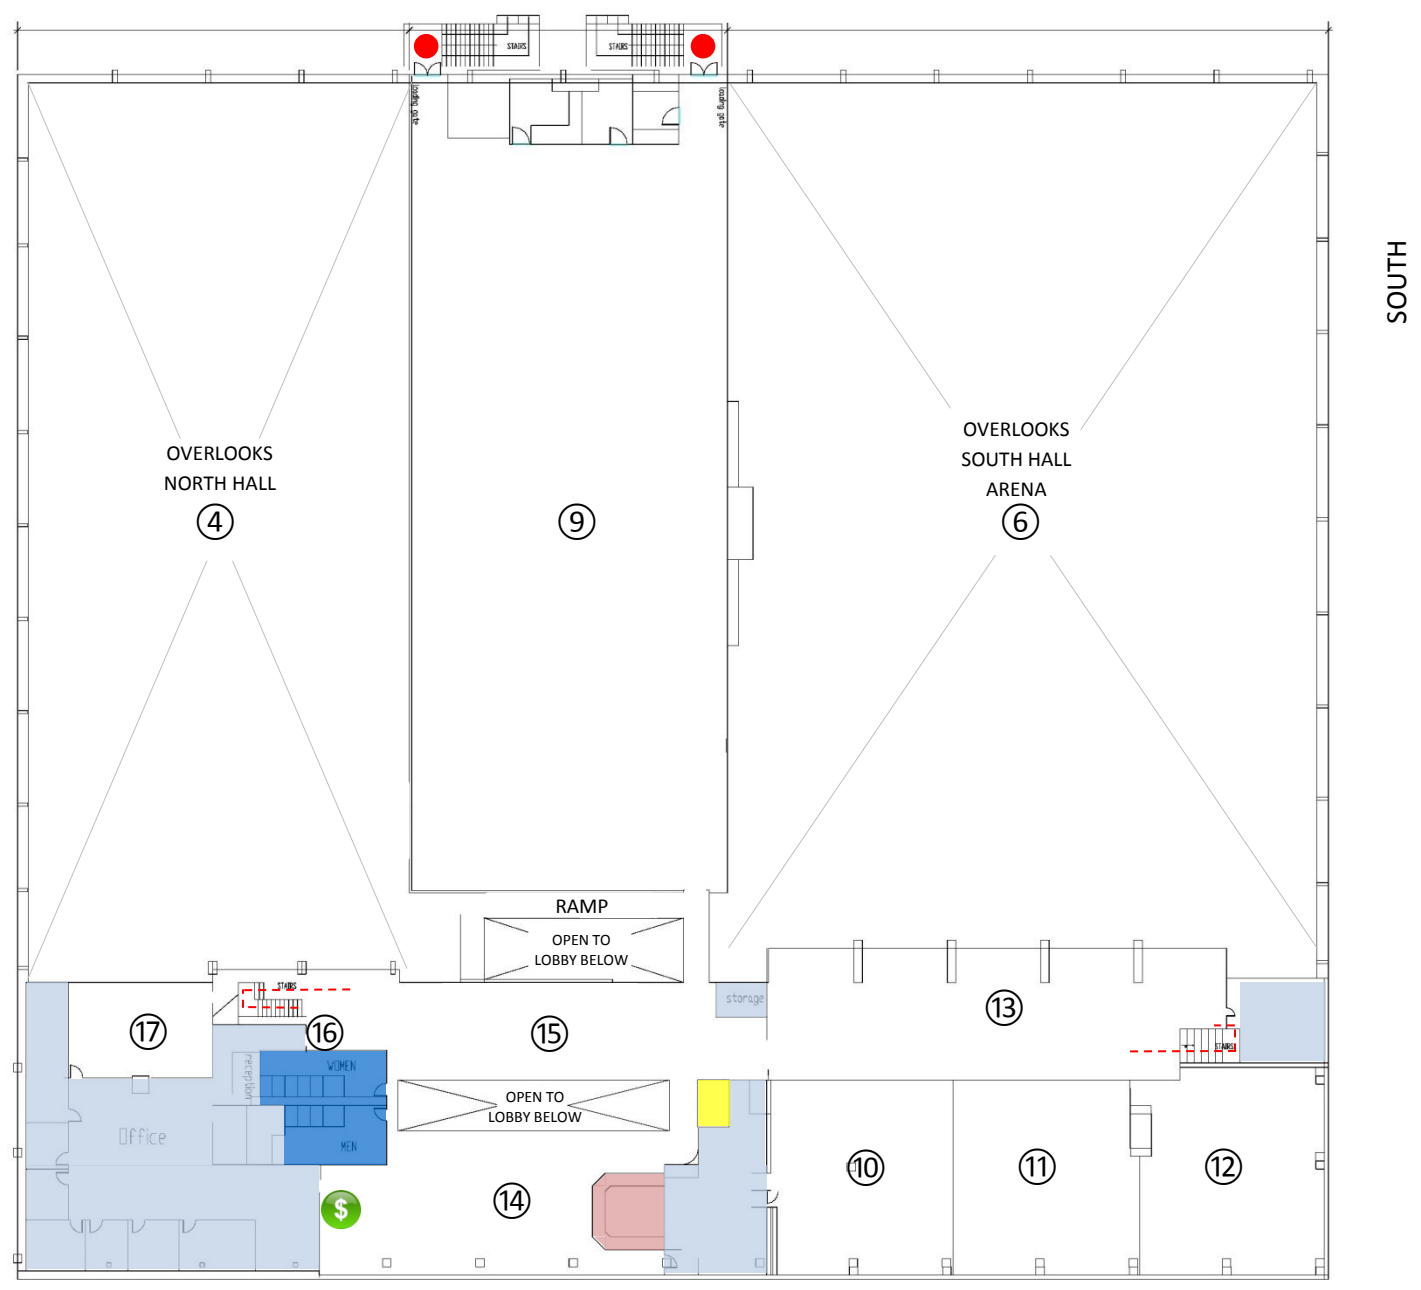 STAIRS
STAIRS
loading gate
loading gate
SOUTH
OVERLOOKS
NORTH HALL
4
9
OVERLOOKS
SOUTH HALL
ARENA
6
RAMP
OPEN TO
LOBBY BELOW
STAIRS
storage
13
17
16
15
STAIRS
WOMEN
reception
OPEN TO
LOBBY BELOW
Office
MEN
10
11
12
14
$